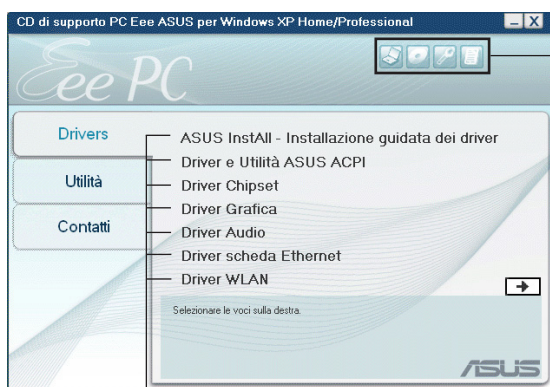 CD di supporto PC Eee ASUS per Windows XP Home/Professional
Eee PC
Drivers
Utilità
Contatti
ASUS InstAll - Installazione guidata dei driver
Driver e Utilità ASUS ACPI
Driver Chipset
Driver Grafica
Driver Audio
Driver scheda Ethernet
Driver WLAN
Selezionare le voci sulla destra.
ASUS